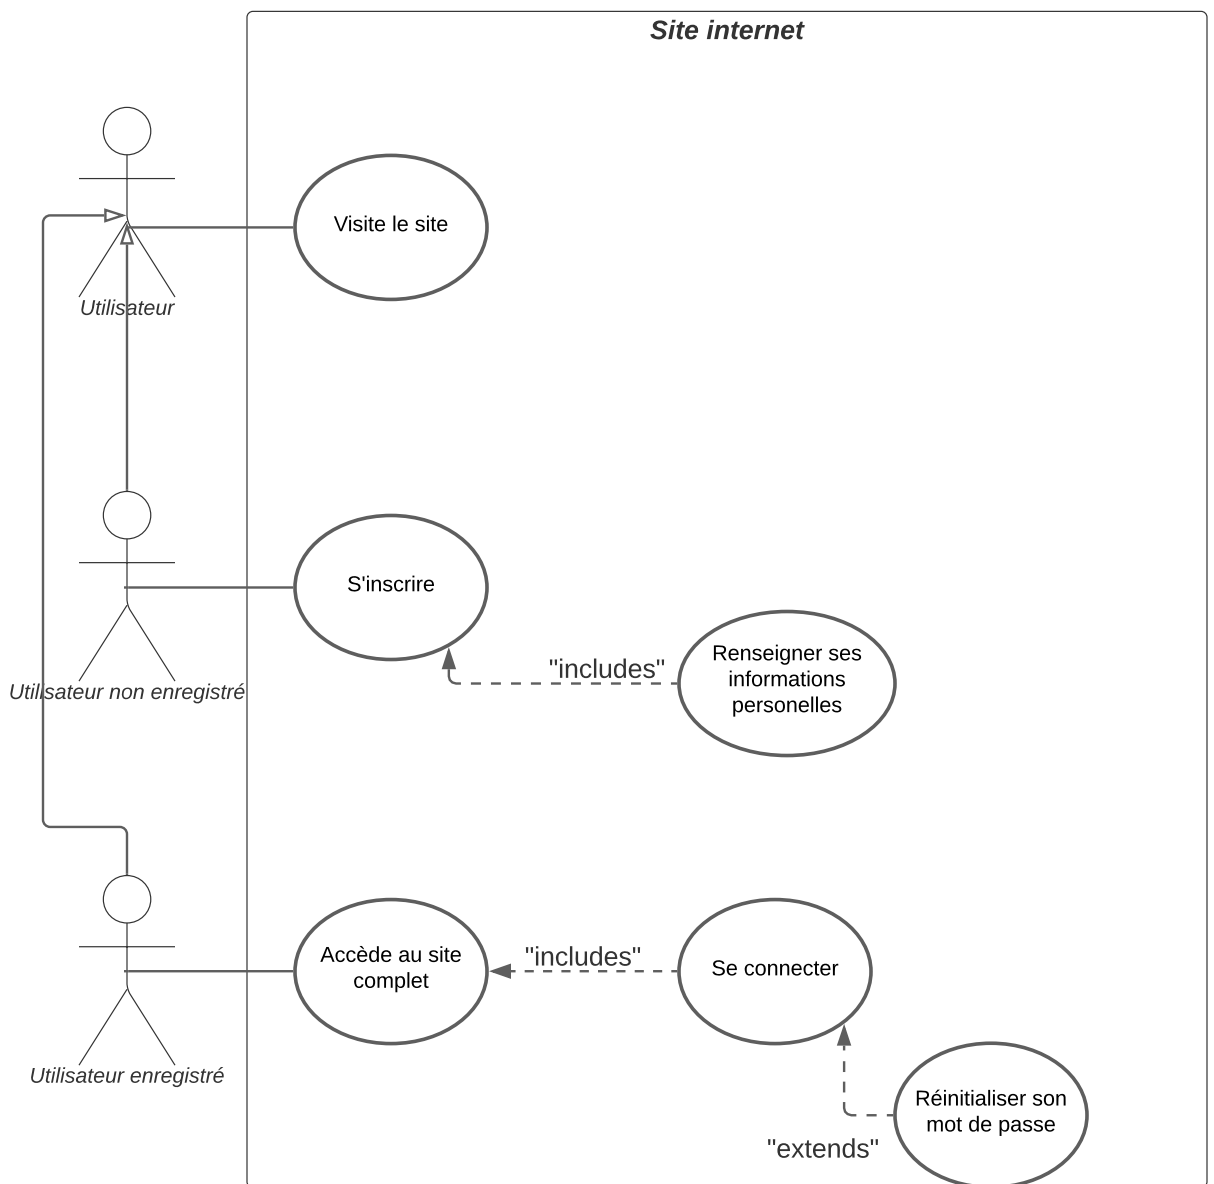 Site internet
Visite le site
Utilisateur
S'inscrire
"includes"
Renseigner ses
informations
personelles
Utilisateur non enregistré
Accède au site
complet
"includes"
Se connecter
Utilisateur enregistré
Réinitialiser son
mot de passe
"extends"